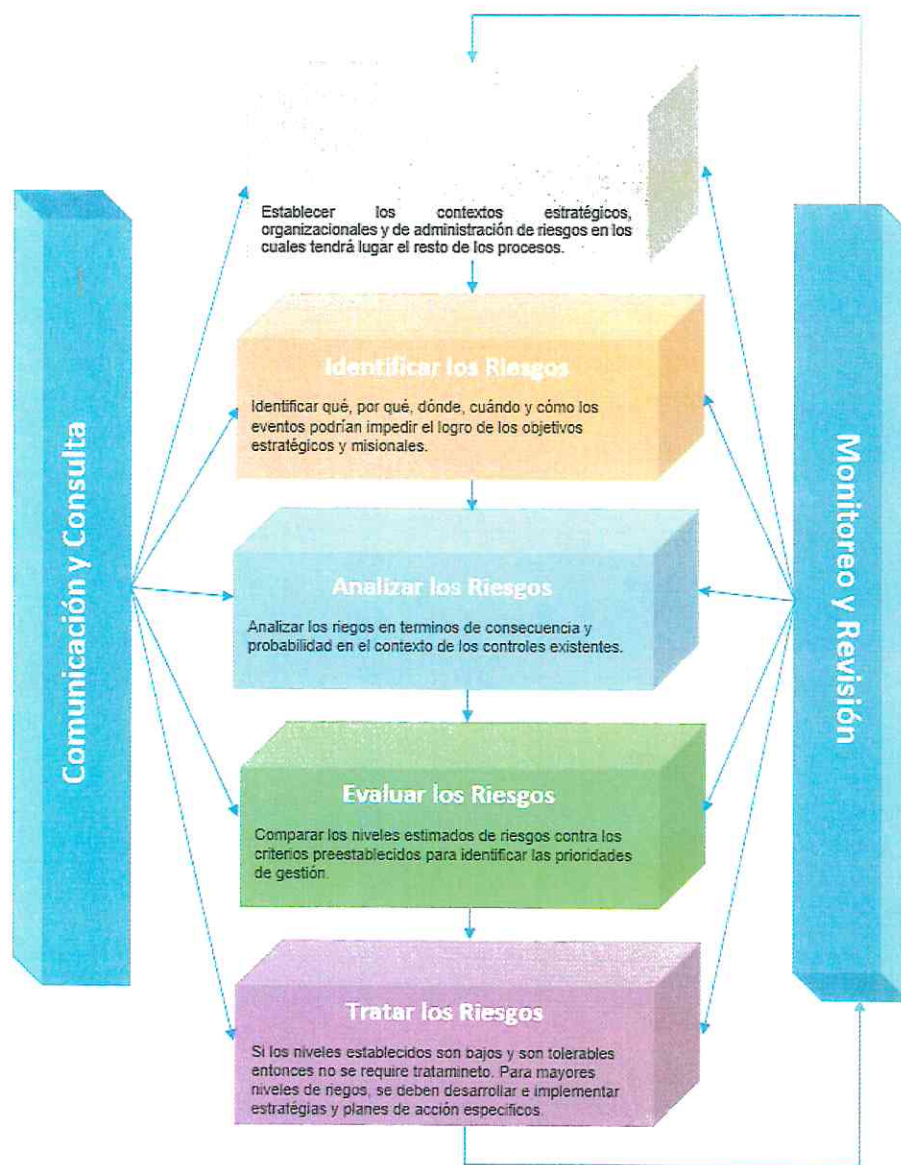 Comunicación y Consulta
Establecer los contextos estratégicos,
organizacionales y de administración de riesgos en los
cuales tendrá lugar el resto de los procesos.
Identificar los Riesgos
Identificar qué, por qué, dónde, cuándo y cómo los
eventos podrían impedir el logro de los objetivos
estratégicos y misionales.
Analizar los Riesgos
Analizar los riegos en terminos de consecuencia y
probabilidad en el contexto de los controles existentes.
Evaluar los Riesgos
Comparar los niveles estimados de riesgos contra los
criterios preestablecidos para identificar las prioridades
de gestión.
Tratar los Riesgos
Si los niveles establecidos son bajos y son tolerables
entonces no se require tratamineto. Para mayores
niveles de riegos, se deben desarrollar e implementar
estratégias y planes de acción especificos.
Monitoreo y Revisión